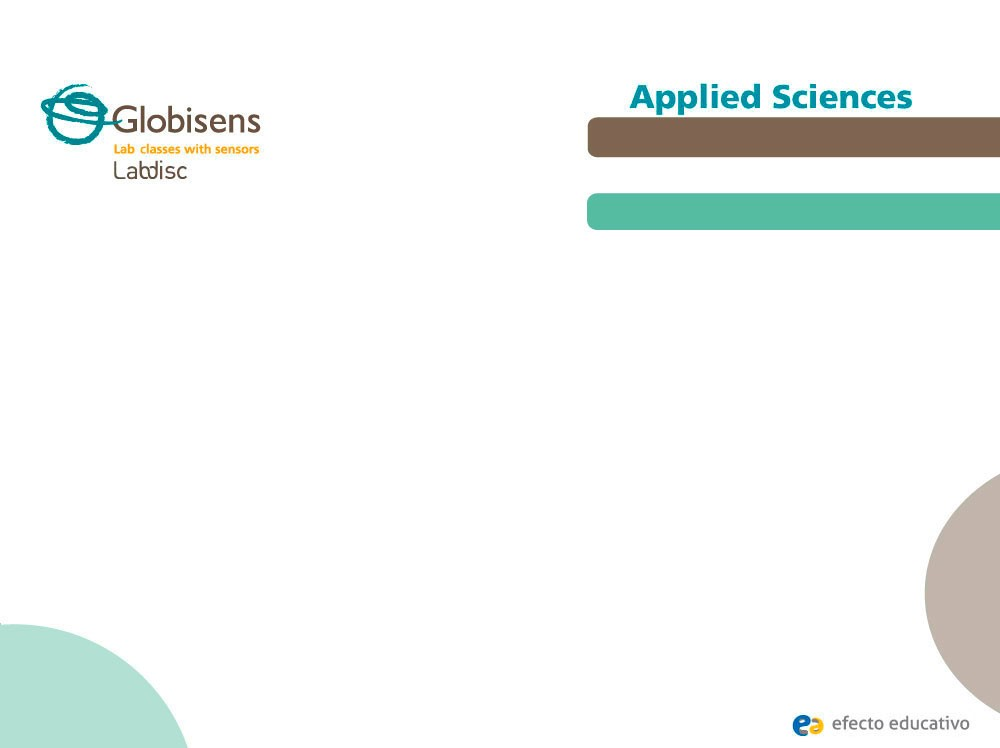 Globisens
Lab classes with sensors
Labdisc
Applied Sciences
efecto educativo